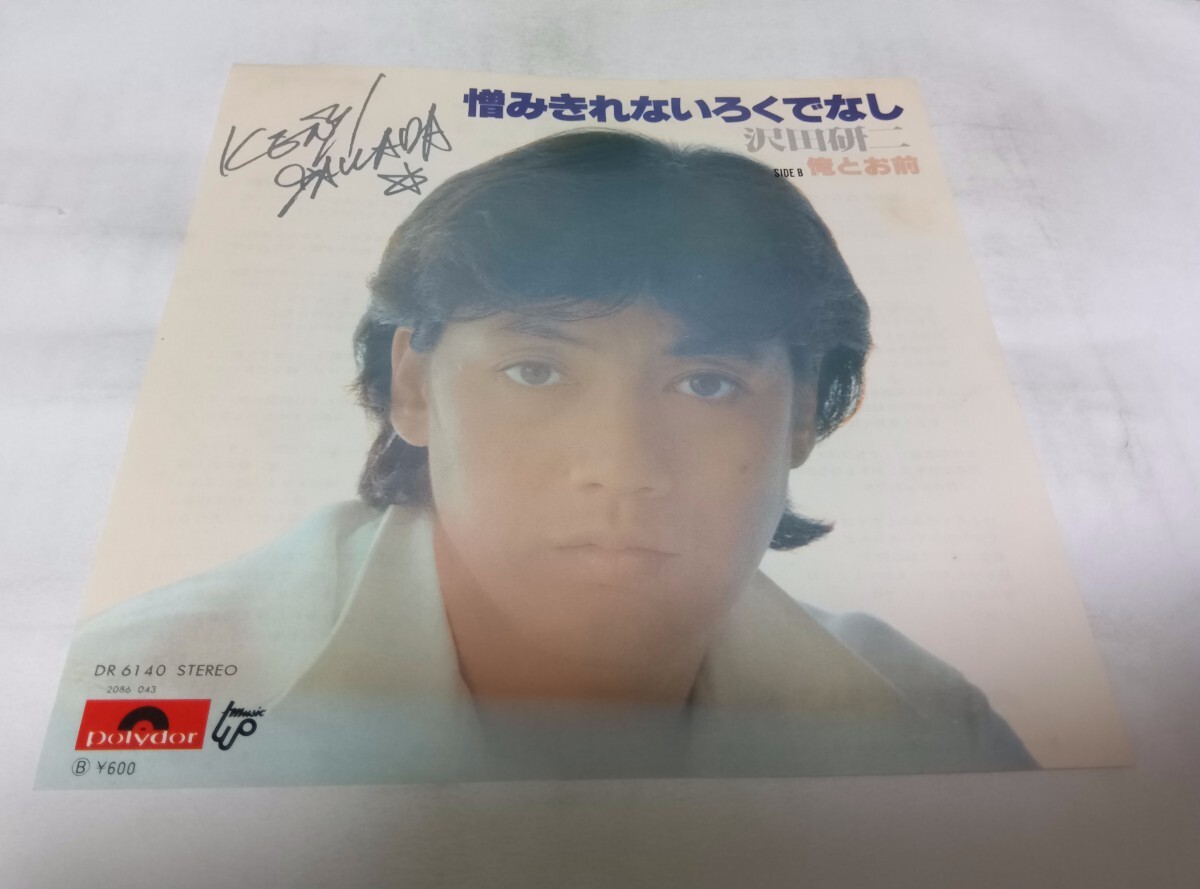 憎みきれないろくでなし
沢田研二
SIDE B 俺とお前
KENJI
SAWADA
DR 6140 STEREO
2086 043
polydor
music
Ⓑ ¥600